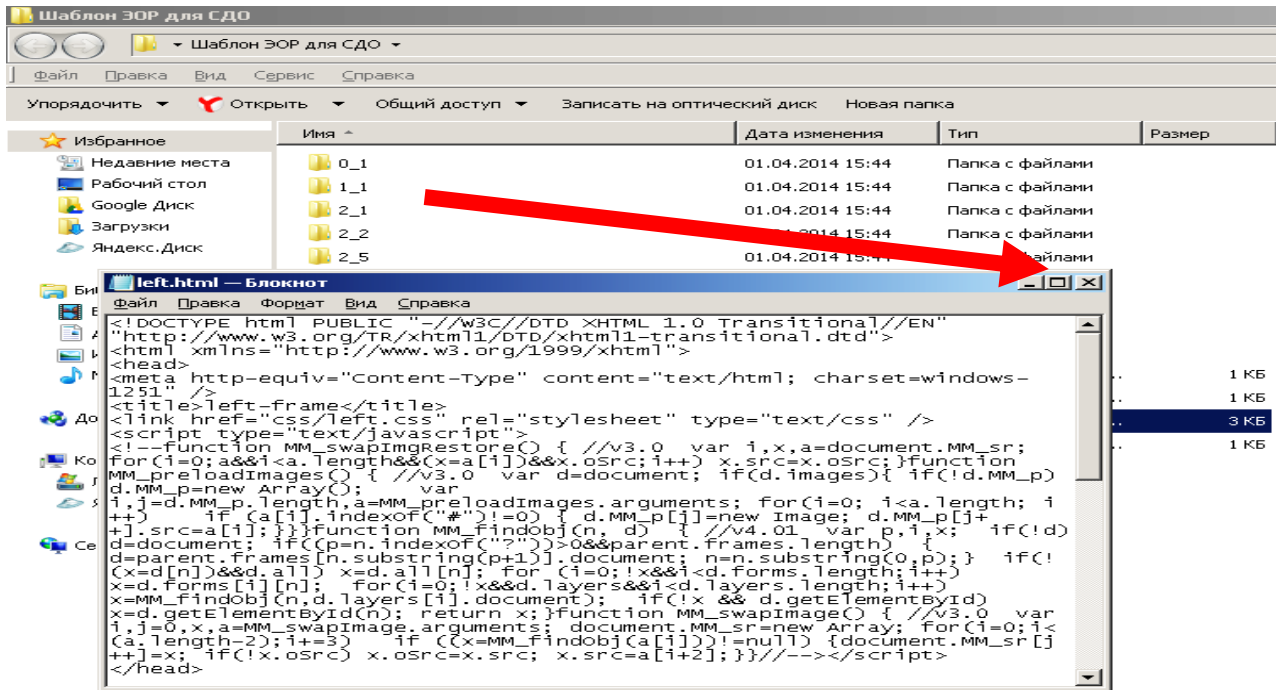 Шаблон ЭОР для СДО
Шаблон ЭОР для СДО
Файл Правка Вид Сервис Справка
Упорядочить Открыть Общий доступ Записать на оптический диск Новая папка
Избранное
Недавние места
Рабочий стол
Google Диск
Загрузки
Яндекс.Диск
Имя Дата изменения Тип Размер
0_1 01.04.2014 15:44 Папка с файлами
1_1 01.04.2014 15:44 Папка с файлами
2_1 01.04.2014 15:44 Папка с файлами
2_2 2014 15:44 Папка с файлами
2_5 01.04.2014
left.html — Блокнот
Файл Правка Формат Вид Справка
<!DOCTYPE html PUBLIC "-//W3C//DTD XHTML 1.0 Transitional//EN"
"http://www.w3.org/TR/xhtml1/DTD/xhtml1-transitional.dtd">
<html xmlns="http://www.w3.org/1999/xhtml">
<head>
<meta http-equiv="Content-Type" content="text/html; charset=windows-
1251" />
<title>left-frame</title>
<link href="css/left.css" rel="stylesheet" type="text/css" />
<script type="text/javascript">
<!--function MM_swapImgRestore() { //v3.0  var i,x,a=document.MM_sr;
for(i=0;a&&i<a.length&&(x=a[i])&&x.oSrc;i++) x.src=x.oSrc;}function
MM_preloadImages() { //v3.0  var d=document; if(d.images){ if(!d.MM_p)
d.MM_p=new Array();    var
i,j=d.MM_p.length,a=MM_preloadImages.arguments; for(i=0; i<a.length; i
++)    if (a[i].indexOf("#")!=0) { d.MM_p[j]=new Image; d.MM_p[j+
+].src=a[i];}}}function MM_findObj(n, d)  { //v4.01  var p,i,x;  if(!d)
d=document; if((p=n.indexOf("?"))>0&&parent.frames.length)  {
d=parent.frames[n.substring(p+1)].document; n=n.substring(0,p);}  if(!
(x=d[n])&&d.all) x=d.all[n]; for (i=0;!x&&i<d.forms.length;i++)
x=d.forms[i][n];  for(i=0;!x&&d.layers&&i<d.layers.length;i++)
x=MM_findObj(n,d.layers[i].document);  if(!x && d.getElementById)
x=d.getElementById(n); return x;}function MM_swapImage() { //v3.0  var
i,j=0,x,a=MM_swapImage.arguments; document.MM_sr=new Array; for(i=0;i<
(a.length-2);i+=3)   if ((x=MM_findObj(a[i]))!=null) {document.MM_sr[j
++]=x; if(!x.oSrc) x.oSrc=x.src; x.src=a[i+2];}}//--></script>
</head>
1 КБ
1 КБ
3 КБ
1 КБ